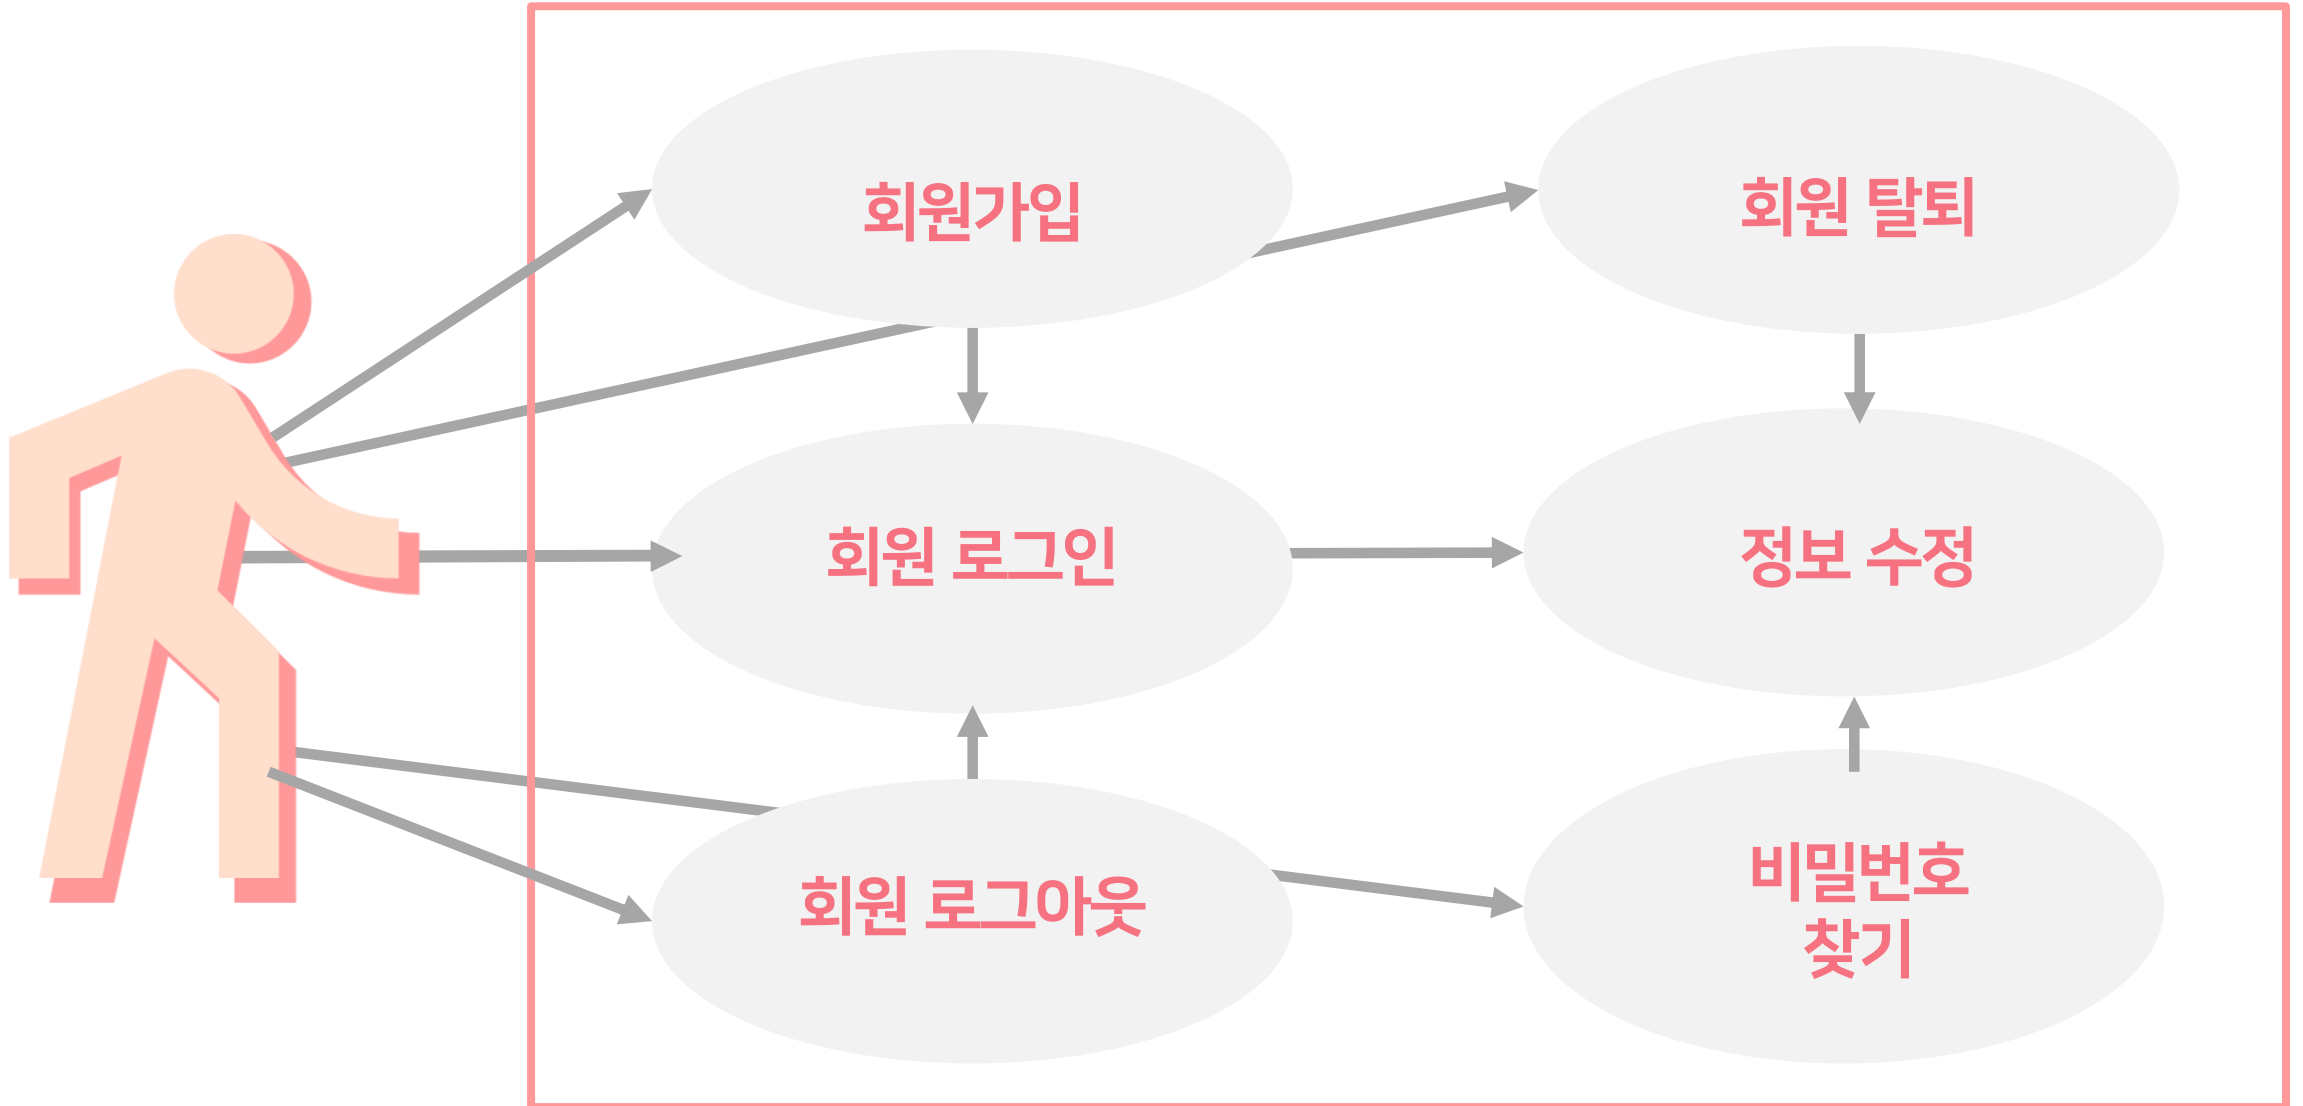 회원가입
회원 탈퇴
회원 로그인
정보 수정
회원 로그아웃
비밀번호
찾기